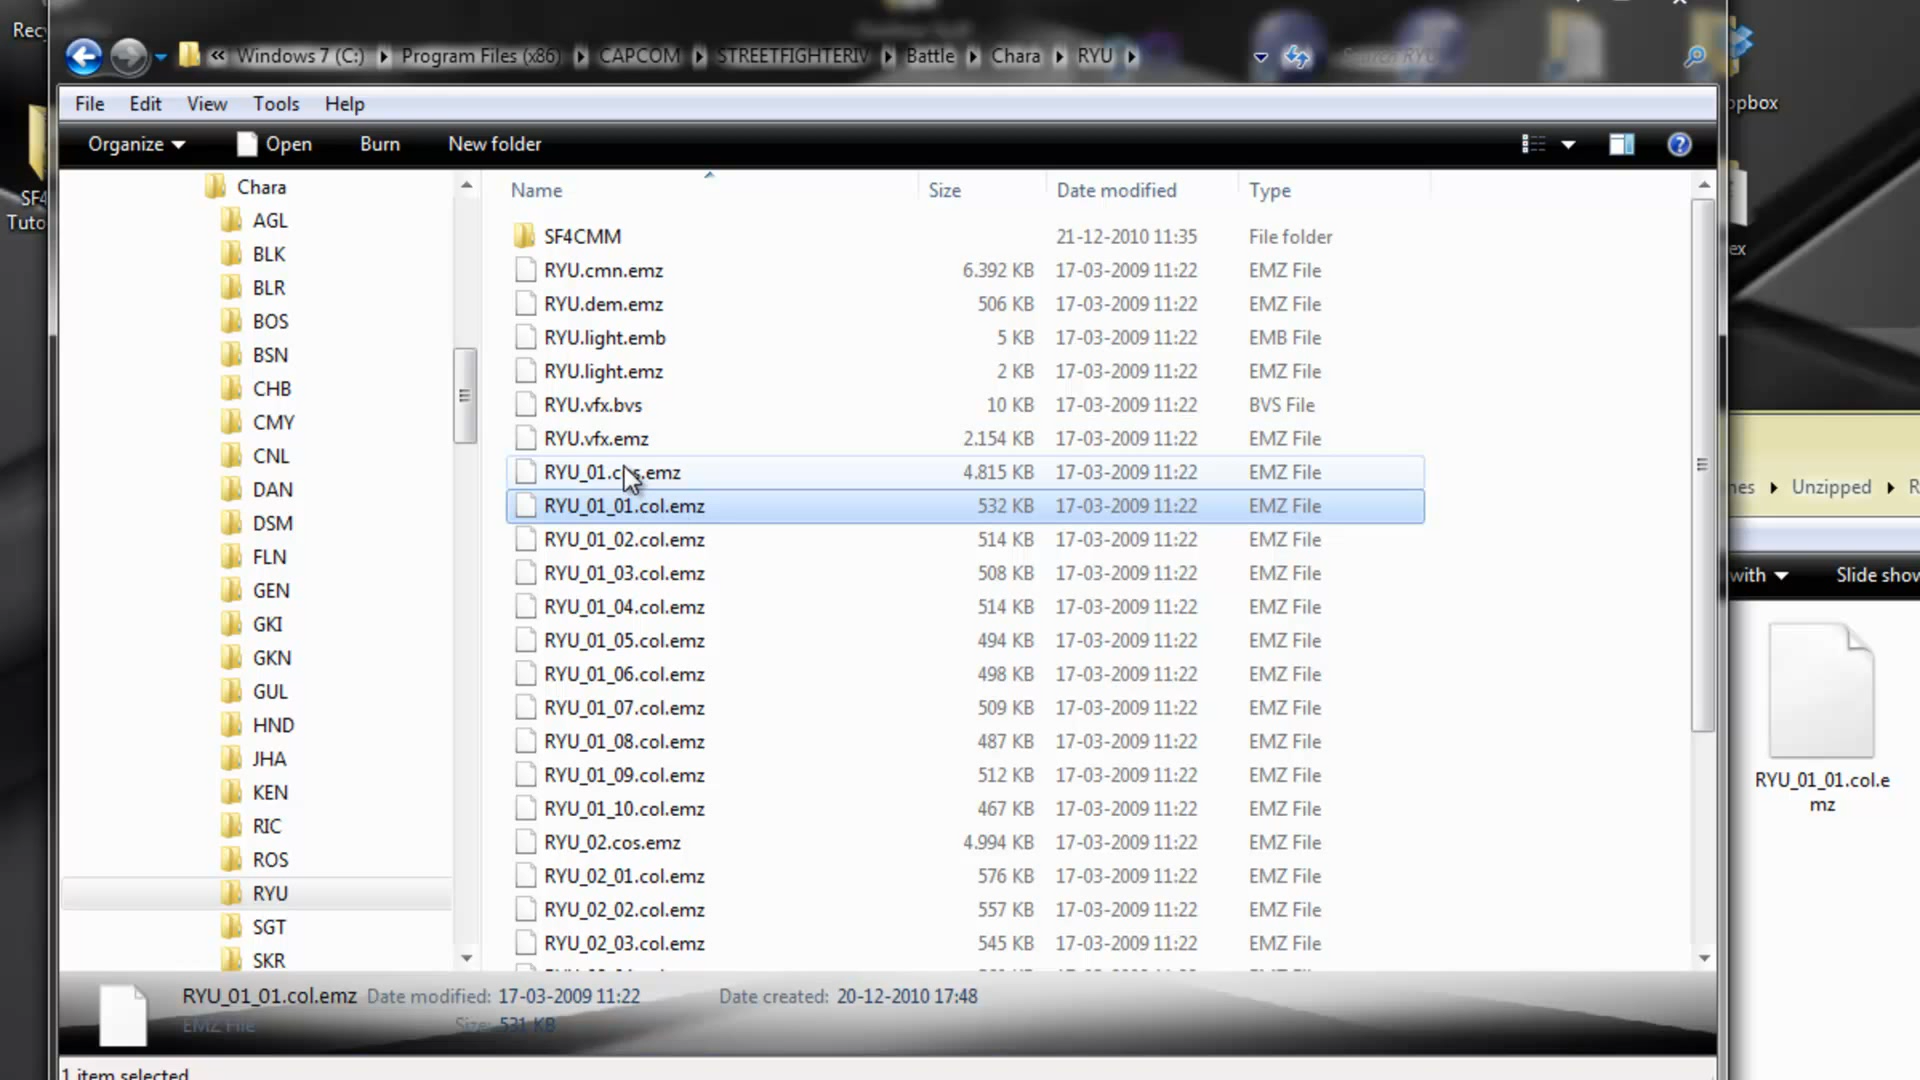 Windows 7 (C:) Program Files (x86) CAPCOM STREETFIGHTERIV Battle Chara RYU Search RYU
File Edit View Tools Help
Organize Open Burn New folder
Chara
AGL
BLK
BLR
BOS
BSN
CHB
CMY
CNL
DAN
DSM
FLN
GEN
GKI
GKN
GUL
HND
JHA
KEN
RIC
ROS
RYU
SGT
SKR
Name Size Date modified Type
SF4CMM 21-12-2010 11:35 File folder
RYU.cmn.emz 6.392 KB 17-03-2009 11:22 EMZ File
RYU.dem.emz 506 KB 17-03-2009 11:22 EMZ File
RYU.light.emb 5 KB 17-03-2009 11:22 EMB File
RYU.light.emz 2 KB 17-03-2009 11:22 EMZ File
RYU.vfx.bvs 10 KB 17-03-2009 11:22 BVS File
RYU.vfx.emz 2.154 KB 17-03-2009 11:22 EMZ File
RYU_01.cos.emz 4.815 KB 17-03-2009 11:22 EMZ File
RYU_01_01.col.emz 532 KB 17-03-2009 11:22 EMZ File
RYU_01_02.col.emz 514 KB 17-03-2009 11:22 EMZ File
RYU_01_03.col.emz 508 KB 17-03-2009 11:22 EMZ File
RYU_01_04.col.emz 514 KB 17-03-2009 11:22 EMZ File
RYU_01_05.col.emz 494 KB 17-03-2009 11:22 EMZ File
RYU_01_06.col.emz 498 KB 17-03-2009 11:22 EMZ File
RYU_01_07.col.emz 509 KB 17-03-2009 11:22 EMZ File
RYU_01_08.col.emz 487 KB 17-03-2009 11:22 EMZ File
RYU_01_09.col.emz 512 KB 17-03-2009 11:22 EMZ File
RYU_01_10.col.emz 467 KB 17-03-2009 11:22 EMZ File
RYU_02.cos.emz 4.994 KB 17-03-2009 11:22 EMZ File
RYU_02_01.col.emz 576 KB 17-03-2009 11:22 EMZ File
RYU_02_02.col.emz 557 KB 17-03-2009 11:22 EMZ File
RYU_02_03.col.emz 545 KB 17-03-2009 11:22 EMZ File
RYU_01_01.col.emz Date modified: 17-03-2009 11:22 Date created: 20-12-2010 17:48
EMZ File Size: 531 KB
1 item selected
Recy
SF4
Tuto
opbox
ex
nes Unzipped R
with Slide show
RYU_01_01.col.e
mz